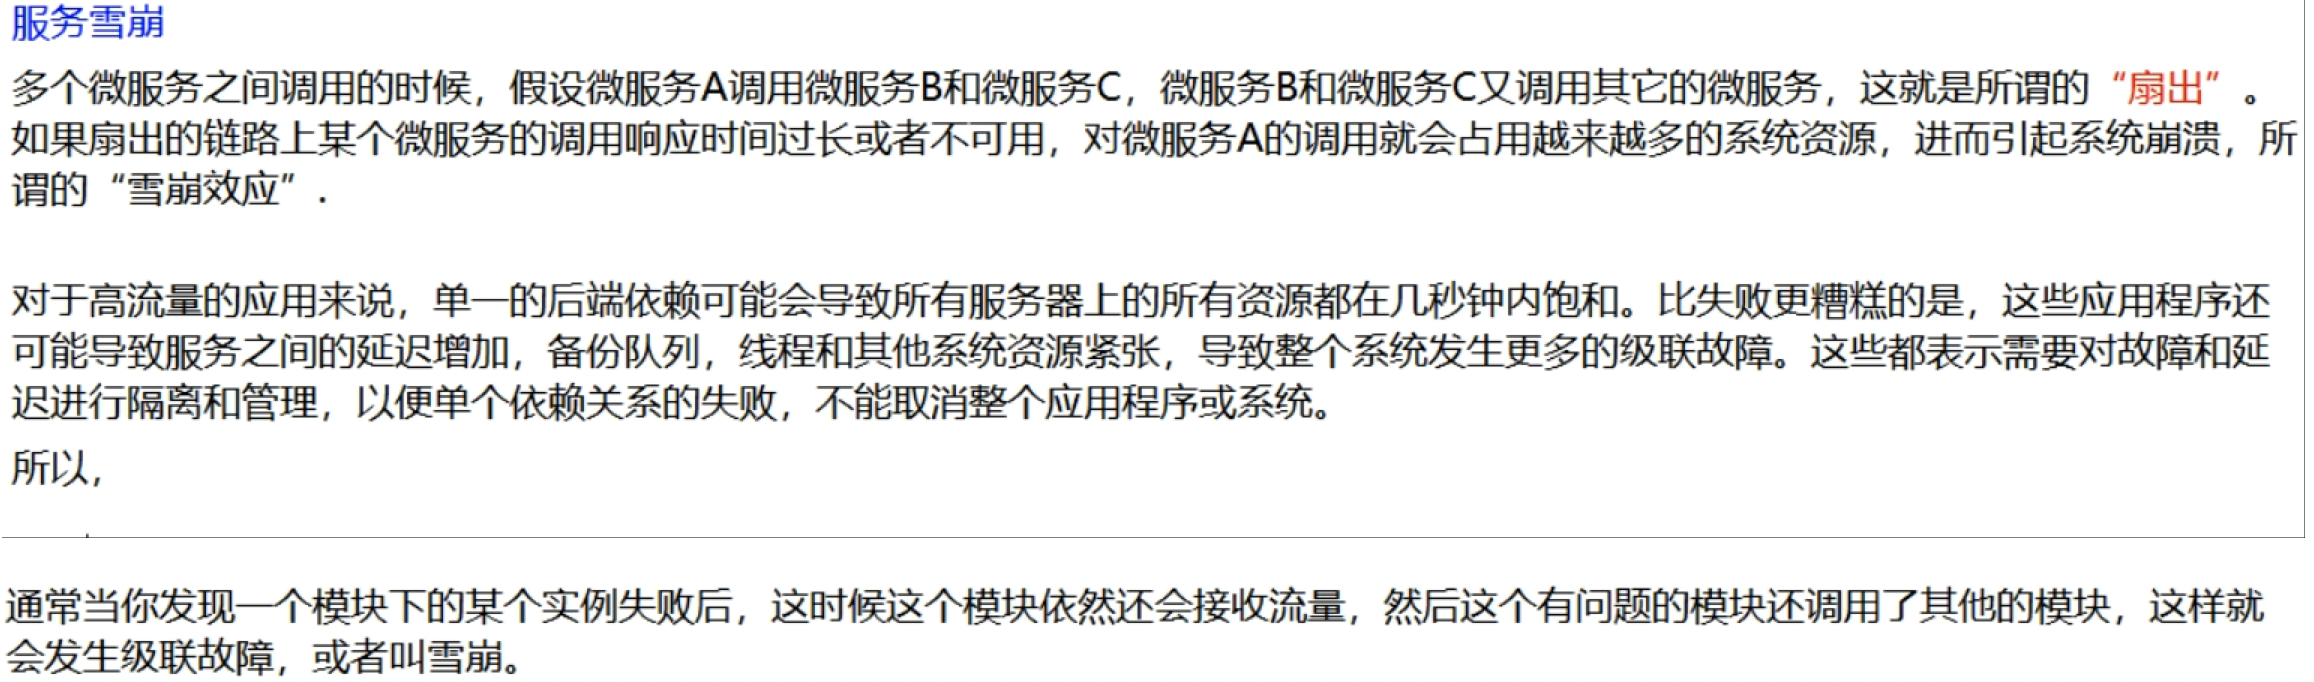 服务雪崩
多个微服务之间调用的时候，假设微服务A调用微服务B和微服务C，微服务B和微服务C又调用其它的微服务，这就是所谓的“扇出”。
如果扇出的链路上某个微服务的调用响应时间过长或者不可用，对微服务A的调用就会占用越来越多的系统资源，进而引起系统崩溃，所
谓的“雪崩效应”.
对于高流量的应用来说，单一的后端依赖可能会导致所有服务器上的所有资源都在几秒钟内饱和。比失败更糟糕的是，这些应用程序还
可能导致服务之间的延迟增加，备份队列，线程和其他系统资源紧张，导致整个系统发生更多的级联故障。这些都表示需要对故障和延
迟进行隔离和管理，以便单个依赖关系的失败，不能取消整个应用程序或系统。
所以，
通常当你发现一个模块下的某个实例失败后，这时候这个模块依然还会接收流量，然后这个有问题的模块还调用了其他的模块，这样就
会发生级联故障，或者叫雪崩。